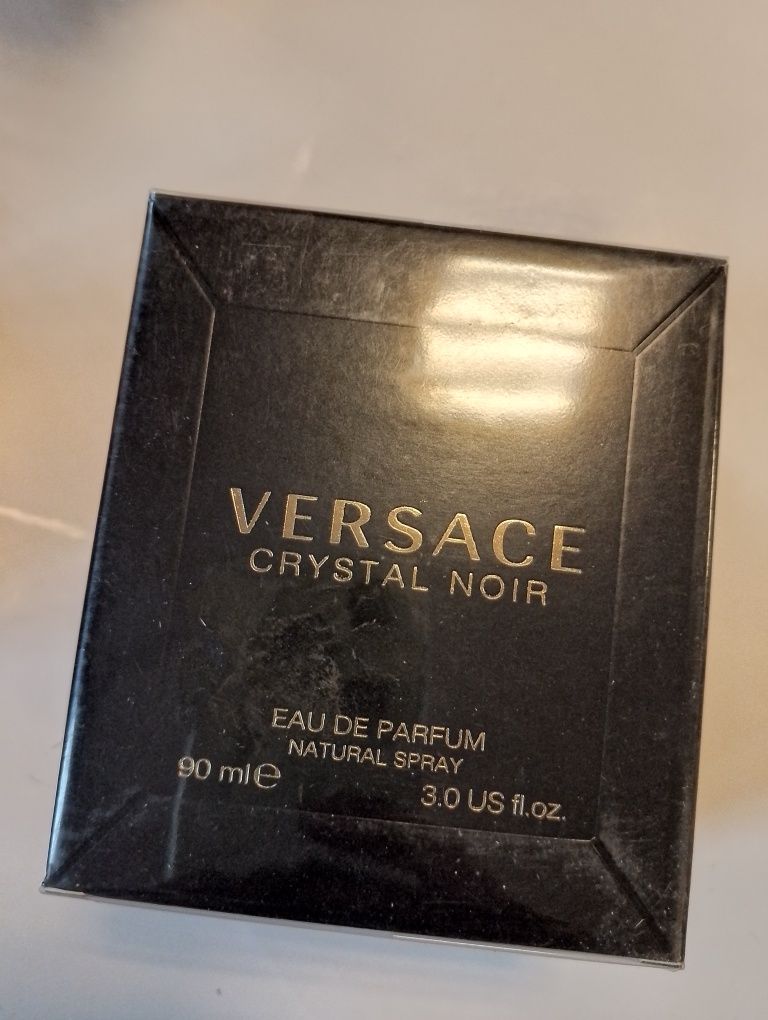 VERSACE
CRYSTAL NOIR
EAU DE PARFUM
NATURAL SPRAY
90 ml ℮
3.0 US fl.oz.